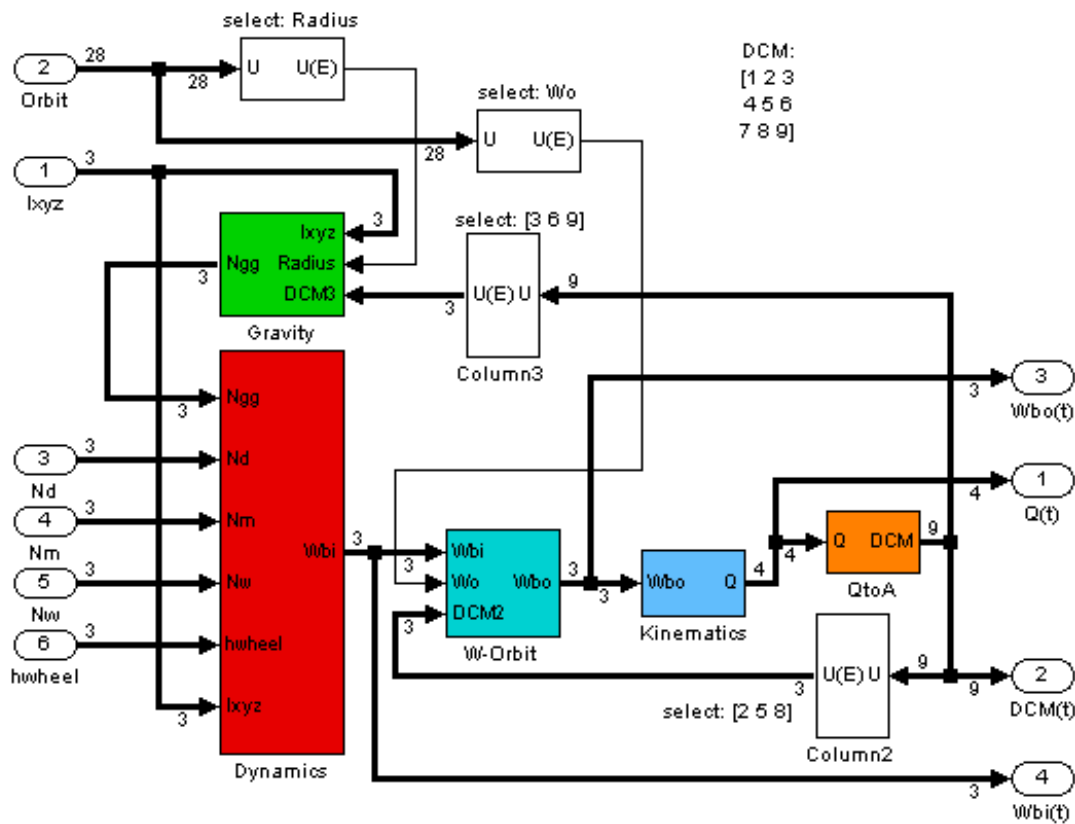 select: Radius
28
2
U U(E)
28
Orbit
DCM:
[1 2 3
4 5 6
7 8 9]
select: Wo
U U(E)
28
3
1
Ixyz
select: [3 6 9]
3
Ixyz
Ngg Radius
DCM3
3
Gravity
U(E) U
9
3
Column3
3
3
Wbo(t)
Ngg
3
3
3
Nd
Nd
3
4
Nm
Nm
3
5
Nw
Nw
3
6
hwheel
hwheel
Ixyz
3
Wbi
3
Dynamics
3
Wbi
Wo Wbo
DCM2
3
3
W-Orbit
3
Wbo Q
4
Kinematics
4
1
Q(t)
4
Q DCM
9
QtoA
U(E) U
9
3
select: [2 5 8]
Column2
9
2
DCM(t)
3
4
Wbi(t)